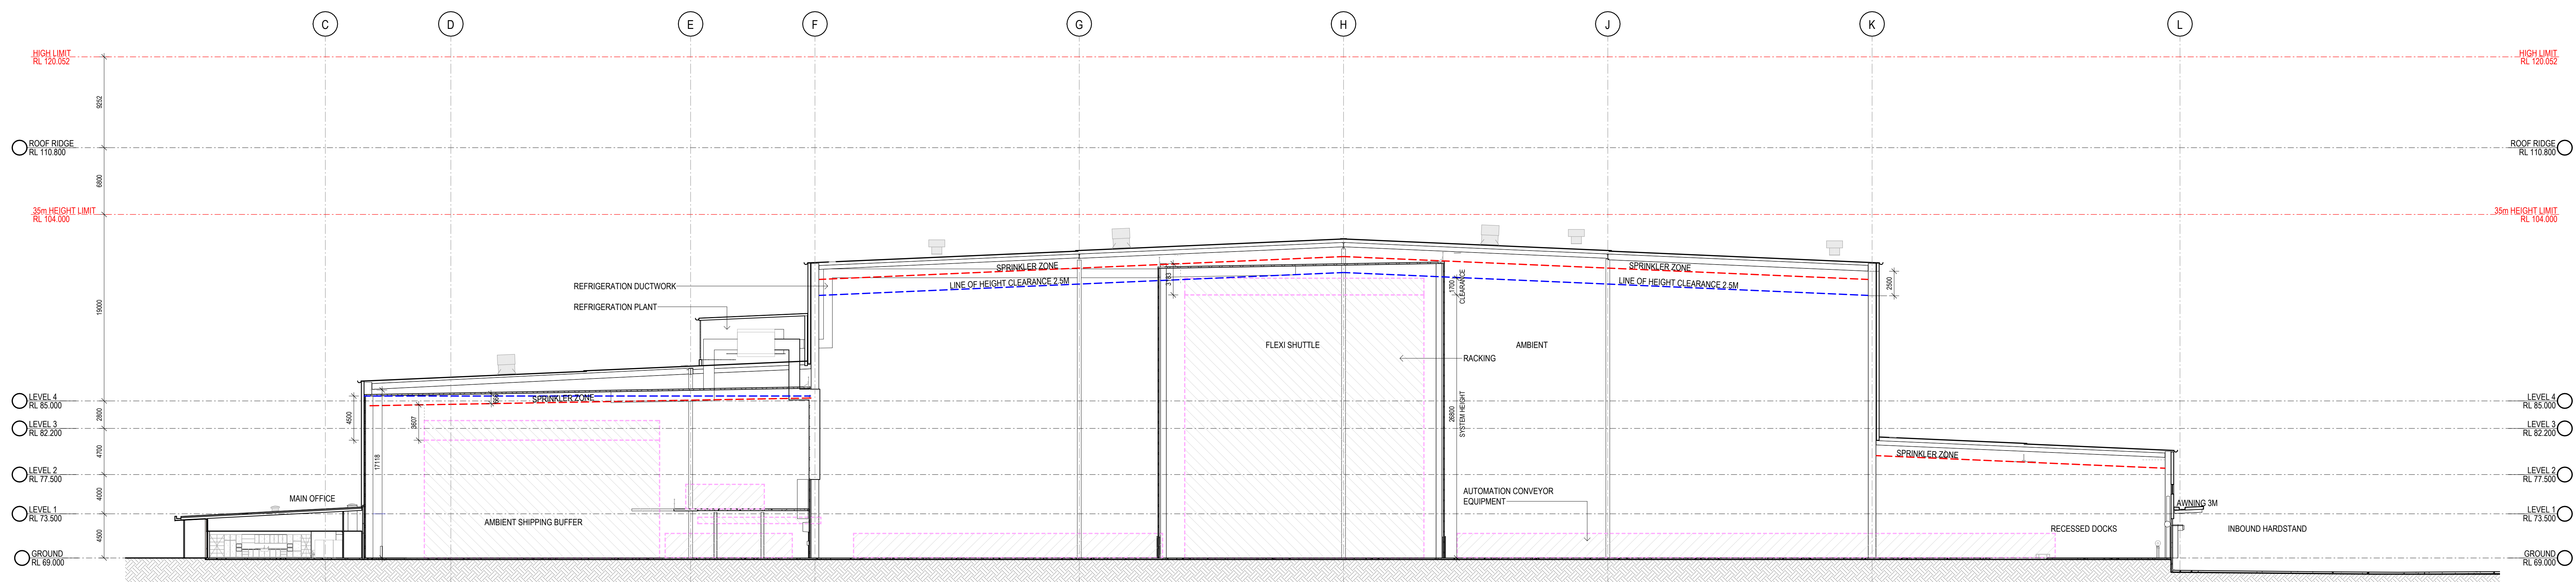 C
D
E
F
G
H
J
K
L
HIGH LIMIT
RL 120.052
HIGH LIMIT
RL 120.052
9252
ROOF RIDGE
RL 110.800
ROOF RIDGE
RL 110.800
6800
35m HEIGHT LIMIT
RL 104.000
35m HEIGHT LIMIT
RL 104.000
19000
SPRINKLER ZONE
SPRINKLER ZONE
REFRIGERATION DUCTWORK
LINE OF HEIGHT CLEARANCE 2.5M
3783
1700
CLEARANCE
LINE OF HEIGHT CLEARANCE 2.5M
2500
REFRIGERATION PLANT
FLEXI SHUTTLE
AMBIENT
RACKING
LEVEL 4
RL 85.000
LEVEL 4
RL 85.000
SPRINKLER ZONE
2800
4500
3607
26800
SYSTEM HEIGHT
LEVEL 3
RL 82.200
LEVEL 3
RL 82.200
4700
17118
SPRINKLER ZONE
LEVEL 2
RL 77.500
LEVEL 2
RL 77.500
4000
MAIN OFFICE
AUTOMATION CONVEYOR
EQUIPMENT
AWNING 3M
LEVEL 1
RL 73.500
LEVEL 1
RL 73.500
4500
AMBIENT SHIPPING BUFFER
RECESSED DOCKS
INBOUND HARDSTAND
GROUND
RL 69.000
GROUND
RL 69.000